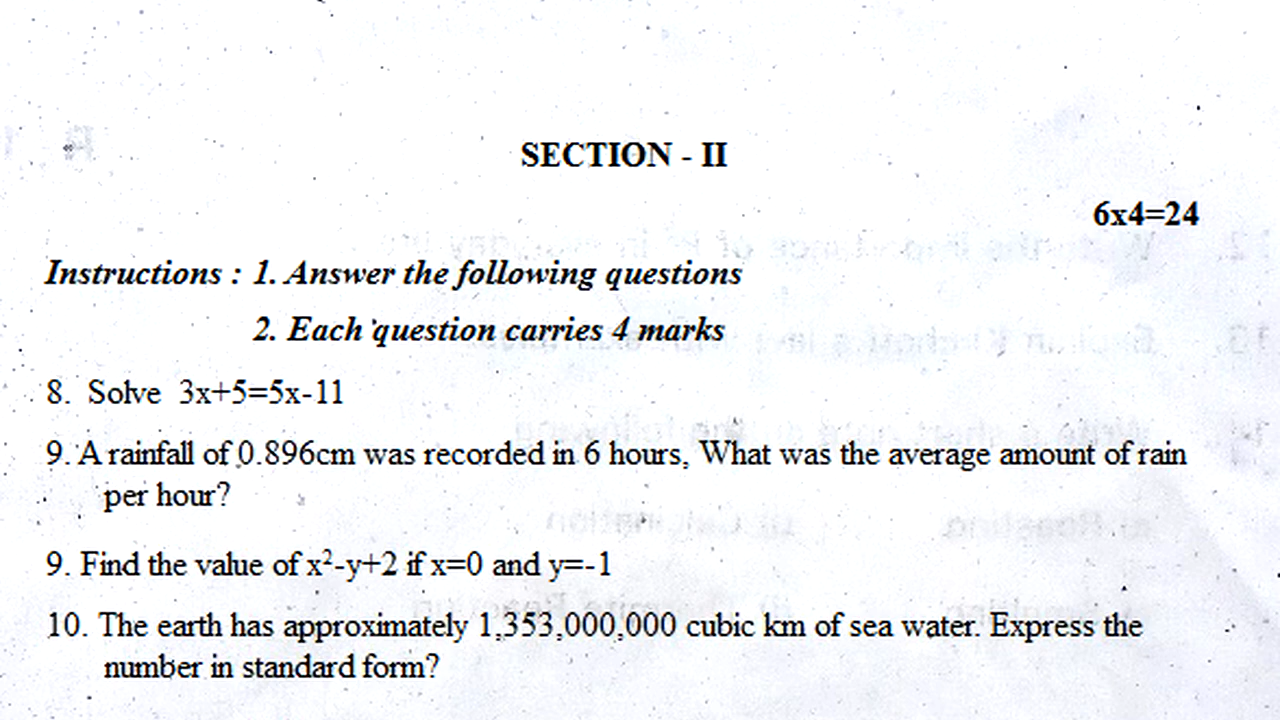 SECTION - II
6x4=24
Instructions : 1. Answer the following questions
2. Each question carries 4 marks
8. Solve 3x+5=5x-11
9. A rainfall of 0.896cm was recorded in 6 hours, What was the average amount of rain
per hour?
9. Find the value of x²-y+2 if x=0 and y=-1
10. The earth has approximately 1,353,000,000 cubic km of sea water. Express the
number in standard form?